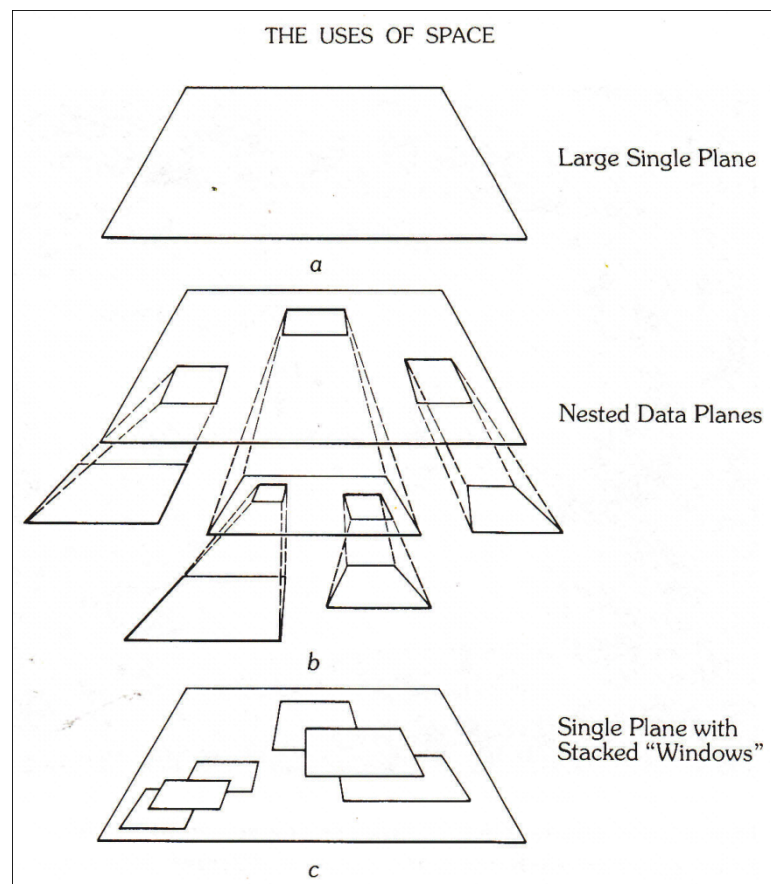 THE USES OF SPACE
Large Single Plane
a
Nested Data Planes
b
Single Plane with
Stacked “Windows”
c